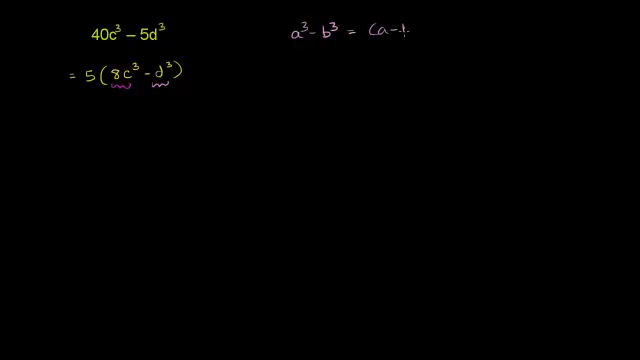 40c³ – 5d³
= 5 ( 8c³ – d³ )
a³ – b³ = (a –